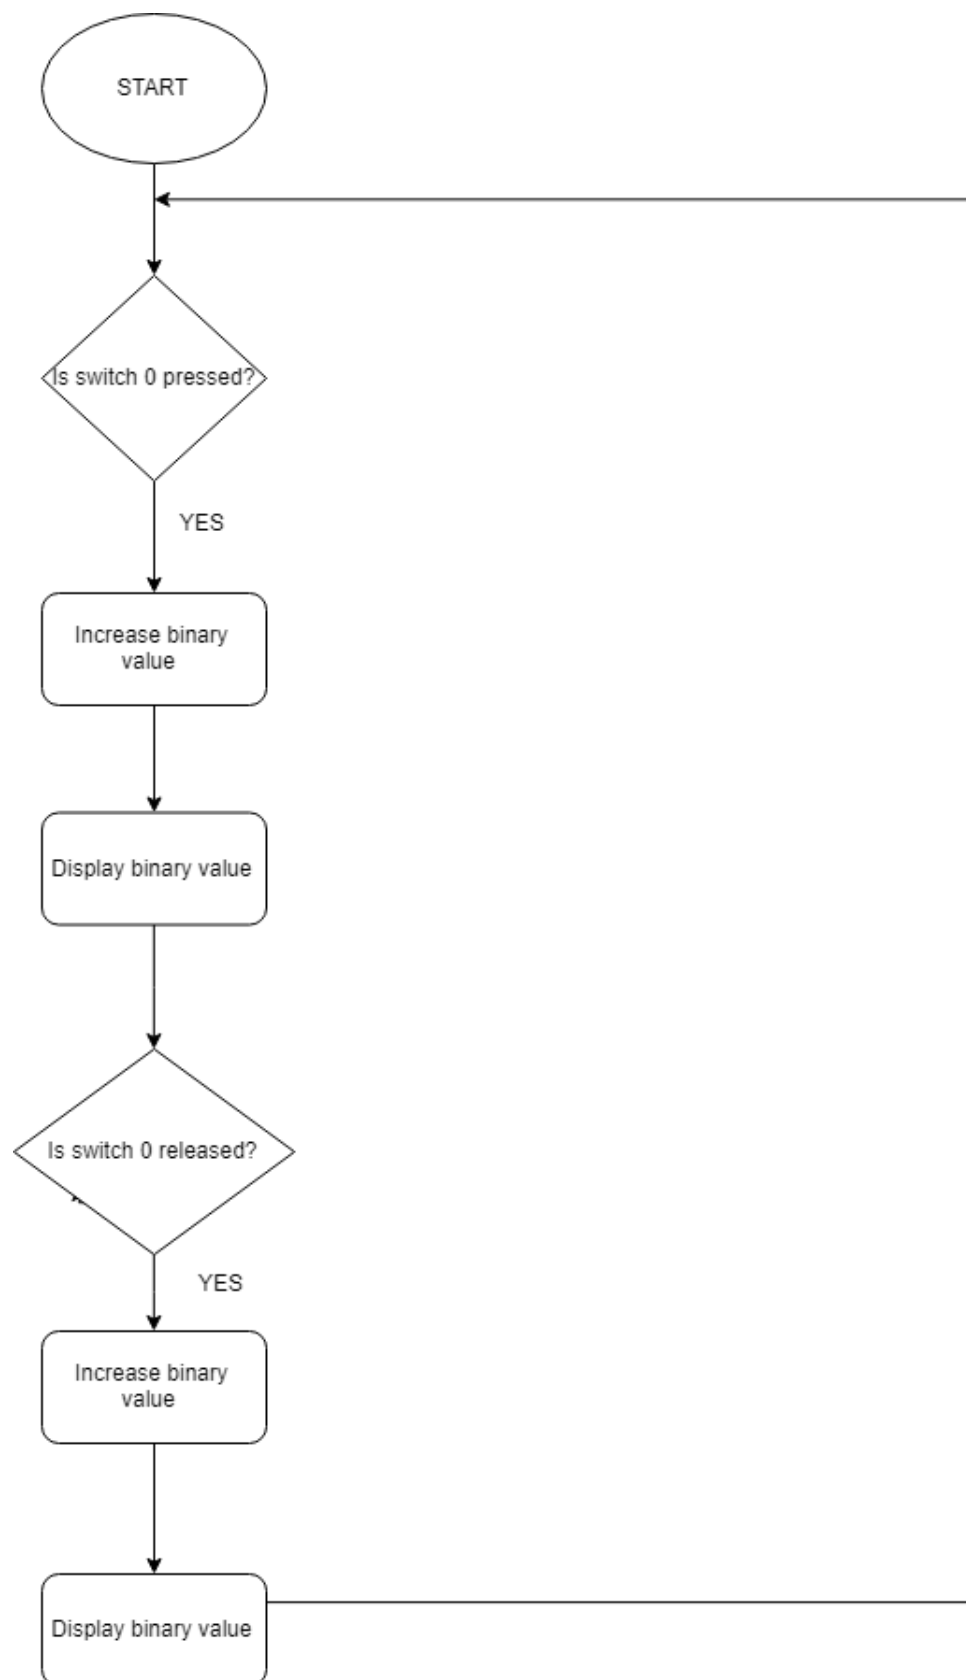 START
Is switch 0 pressed?
YES
Increase binary
value
Display binary value
Is switch 0 released?
YES
Increase binary
value
Display binary value